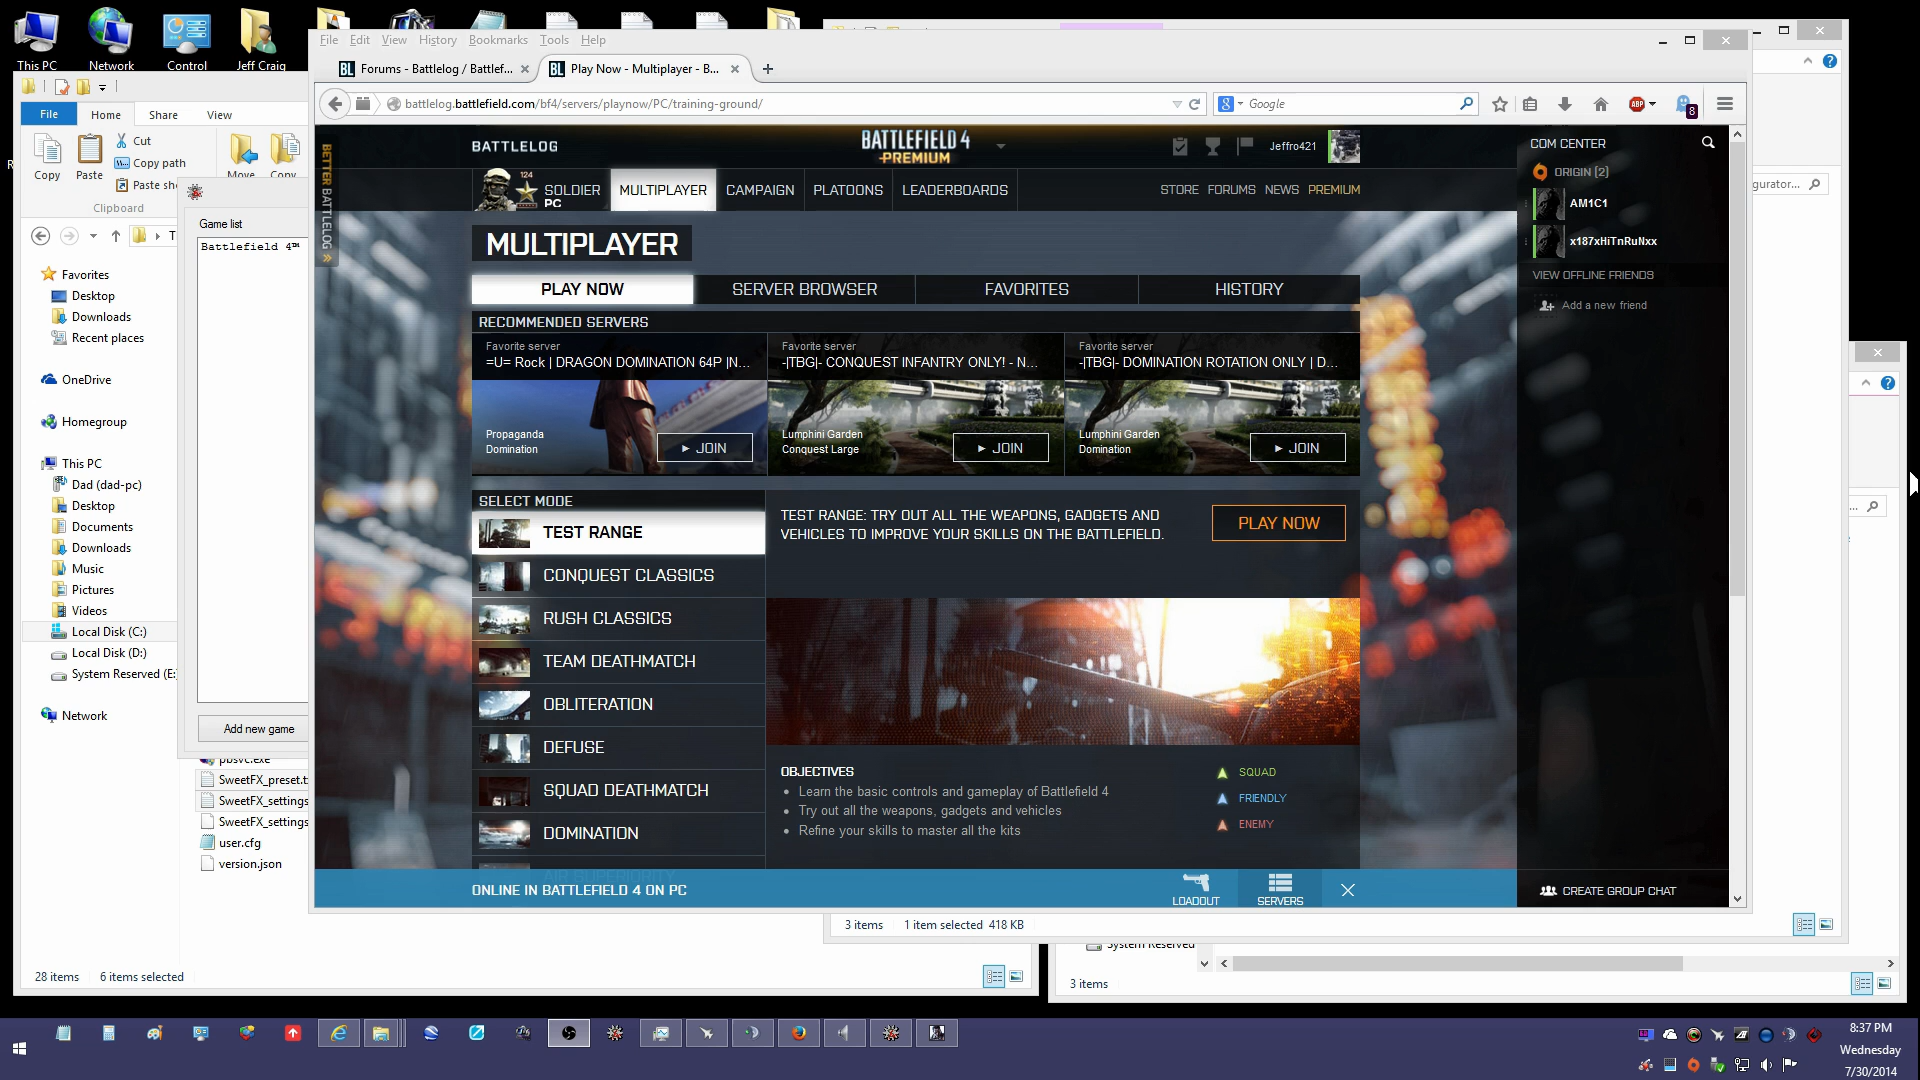 This PC
Network
Control
Jeff Craig
File Edit View History Bookmarks Tools Help
BL Forums - Battlelog / Battlef...
BL Play Now - Multiplayer - B...
battlelog.battlefield.com/bf4/servers/playnow/PC/training-ground/
Google
ABP
8
File Home Share View
Copy
Paste
Cut
Copy path
Paste sh
Move
Copy
Clipboard
Game list
Battlefield 4™
Add new game
Favorites
Desktop
Downloads
Recent places
OneDrive
Homegroup
This PC
Dad (dad-pc)
Desktop
Documents
Downloads
Music
Pictures
Videos
Local Disk (C:)
Local Disk (D:)
System Reserved (E:
Network
pbsvc.exe
SweetFX_preset.t
SweetFX_settings
SweetFX_settings
user.cfg
version.json
28 items 6 items selected
BETTER BATTLELOG »
BATTLELOG
BATTLEFIELD 4
PREMIUM
Jeffro421
124
SOLDIER
PC
MULTIPLAYER
CAMPAIGN
PLATOONS
LEADERBOARDS
STORE FORUMS NEWS PREMIUM
MULTIPLAYER
PLAY NOW
SERVER BROWSER
FAVORITES
HISTORY
RECOMMENDED SERVERS
Favorite server
=U= Rock | DRAGON DOMINATION 64P |N...
Propaganda
Domination
JOIN
Favorite server
-|TBG|- CONQUEST INFANTRY ONLY! - N...
Lumphini Garden
Conquest Large
JOIN
Favorite server
-|TBG|- DOMINATION ROTATION ONLY | D...
Lumphini Garden
Domination
JOIN
SELECT MODE
TEST RANGE
CONQUEST CLASSICS
RUSH CLASSICS
TEAM DEATHMATCH
OBLITERATION
DEFUSE
SQUAD DEATHMATCH
DOMINATION
AIR SUPERIORITY
TEST RANGE: TRY OUT ALL THE WEAPONS, GADGETS AND
VEHICLES TO IMPROVE YOUR SKILLS ON THE BATTLEFIELD.
PLAY NOW
OBJECTIVES
Learn the basic controls and gameplay of Battlefield 4
Try out all the weapons, gadgets and vehicles
Refine your skills to master all the kits
SQUAD
FRIENDLY
ENEMY
ONLINE IN BATTLEFIELD 4 ON PC
LOADOUT
SERVERS
COM CENTER
ORIGIN [2]
AM1C1
x187xHiTnRuNxx
VIEW OFFLINE FRIENDS
Add a new friend
CREATE GROUP CHAT
gurator...
3 items 1 item selected 418 KB
System Reserved
3 items
8:37 PM
Wednesday
7/30/2014